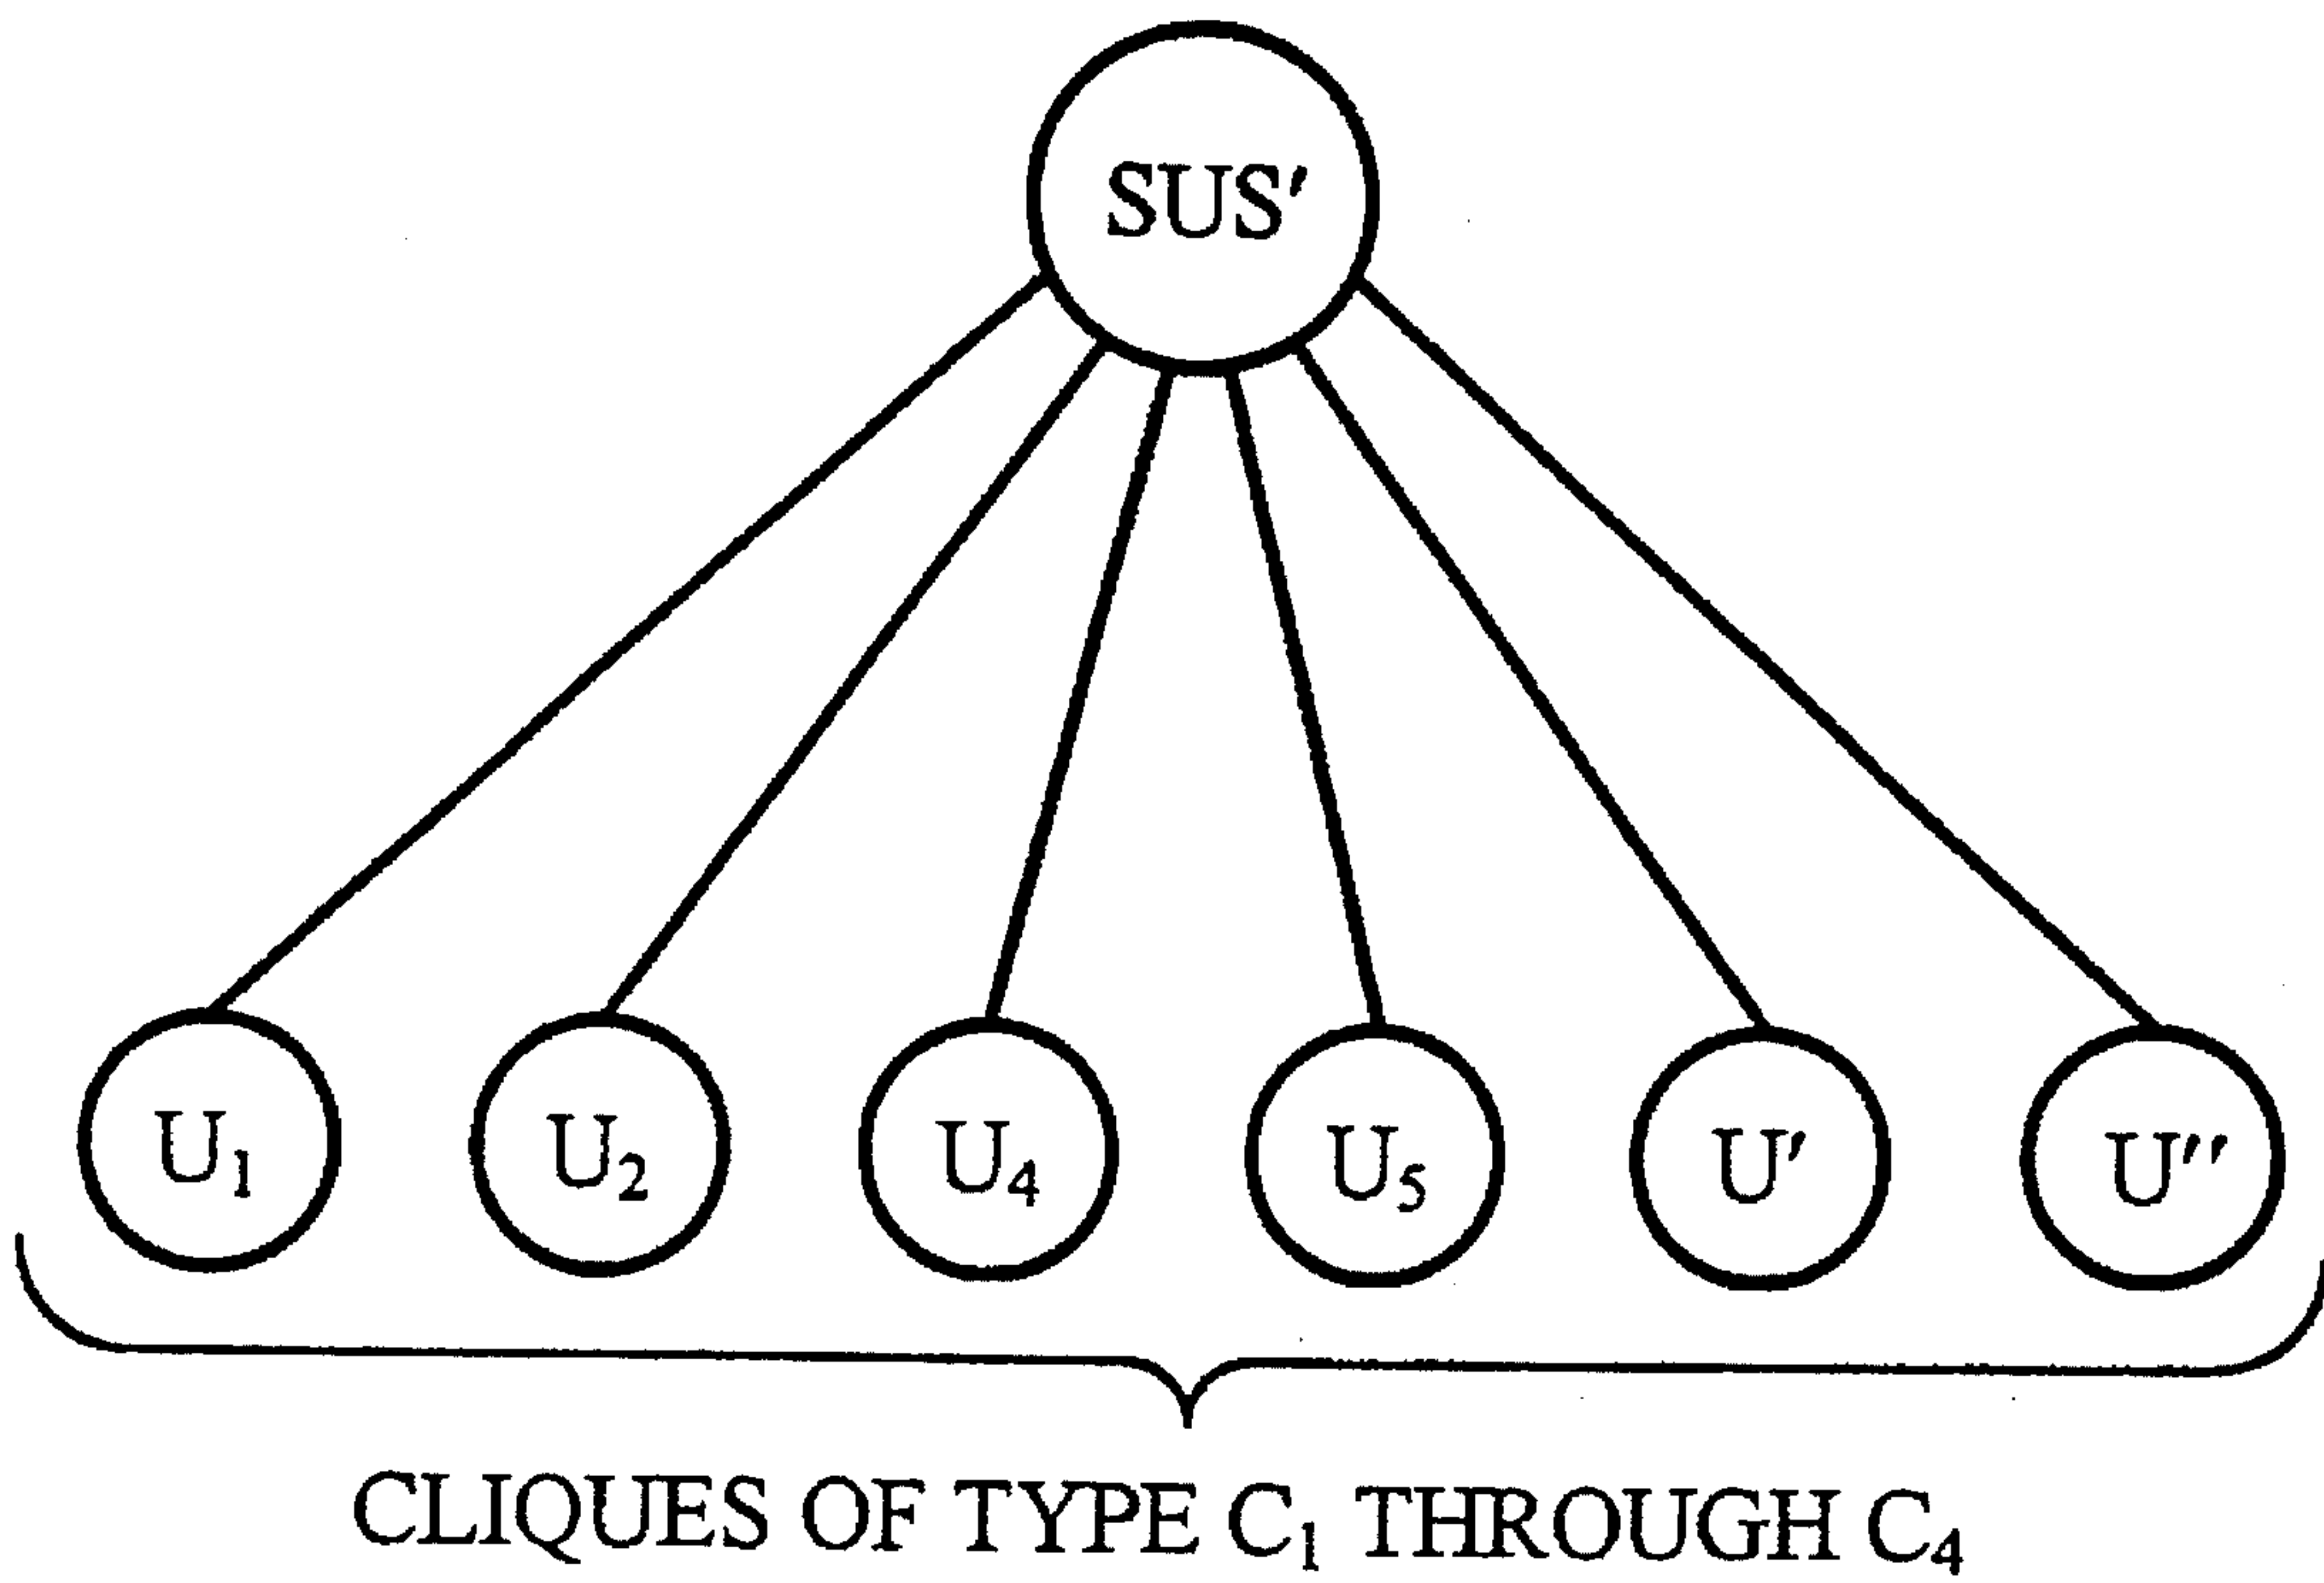 SUS′
U₁ U₂ U₄ U₅ U′ U″
CLIQUES OF TYPE C₁ THROUGH C₄